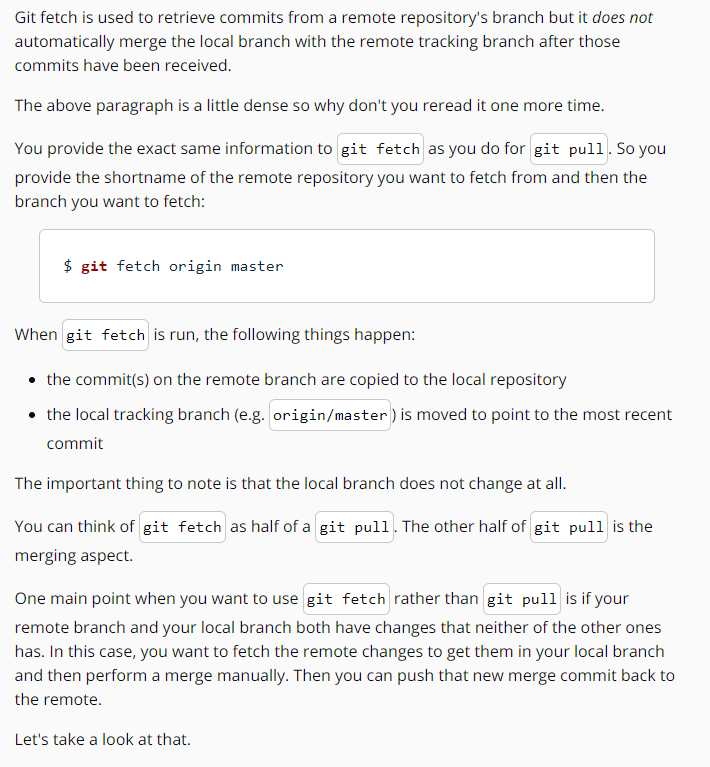 Git fetch is used to retrieve commits from a remote repository's branch but it does not
automatically merge the local branch with the remote tracking branch after those
commits have been received.
The above paragraph is a little dense so why don't you reread it one more time.
You provide the exact same information to git fetch as you do for git pull. So you
provide the shortname of the remote repository you want to fetch from and then the
branch you want to fetch:
$ git fetch origin master
When git fetch is run, the following things happen:
• the commit(s) on the remote branch are copied to the local repository
• the local tracking branch (e.g. origin/master) is moved to point to the most recent
commit
The important thing to note is that the local branch does not change at all.
You can think of git fetch as half of a git pull. The other half of git pull is the
merging aspect.
One main point when you want to use git fetch rather than git pull is if your
remote branch and your local branch both have changes that neither of the other ones
has. In this case, you want to fetch the remote changes to get them in your local branch
and then perform a merge manually. Then you can push that new merge commit back to
the remote.
Let's take a look at that.